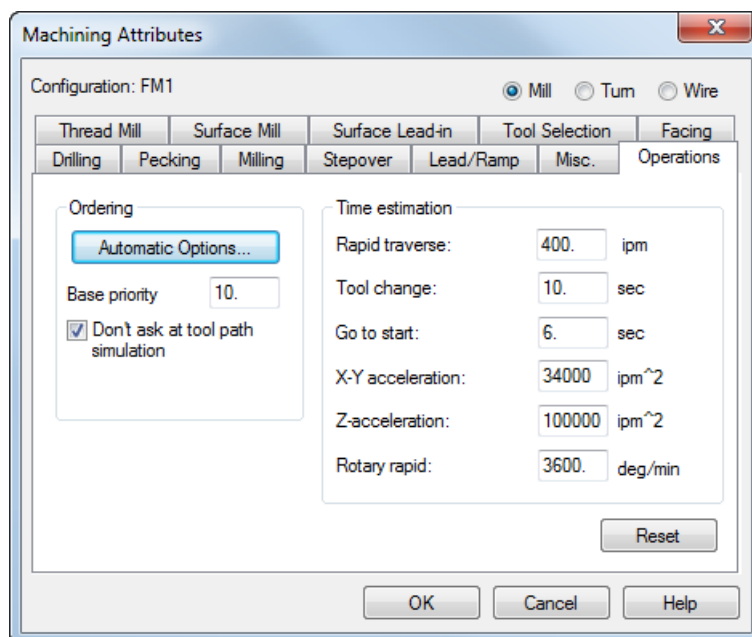 Machining Attributes
Configuration: FM1
Mill Turn Wire
Thread Mill Surface Mill Surface Lead-in Tool Selection Facing
Drilling Pecking Milling Stepover Lead/Ramp Misc. Operations
Ordering
Automatic Options...
Base priority 10.
Don't ask at tool path
simulation
Time estimation
Rapid traverse: 400. ipm
Tool change: 10. sec
Go to start: 6. sec
X-Y acceleration: 34000 ipm^2
Z-acceleration: 100000 ipm^2
Rotary rapid: 3600. deg/min
Reset
OK Cancel Help